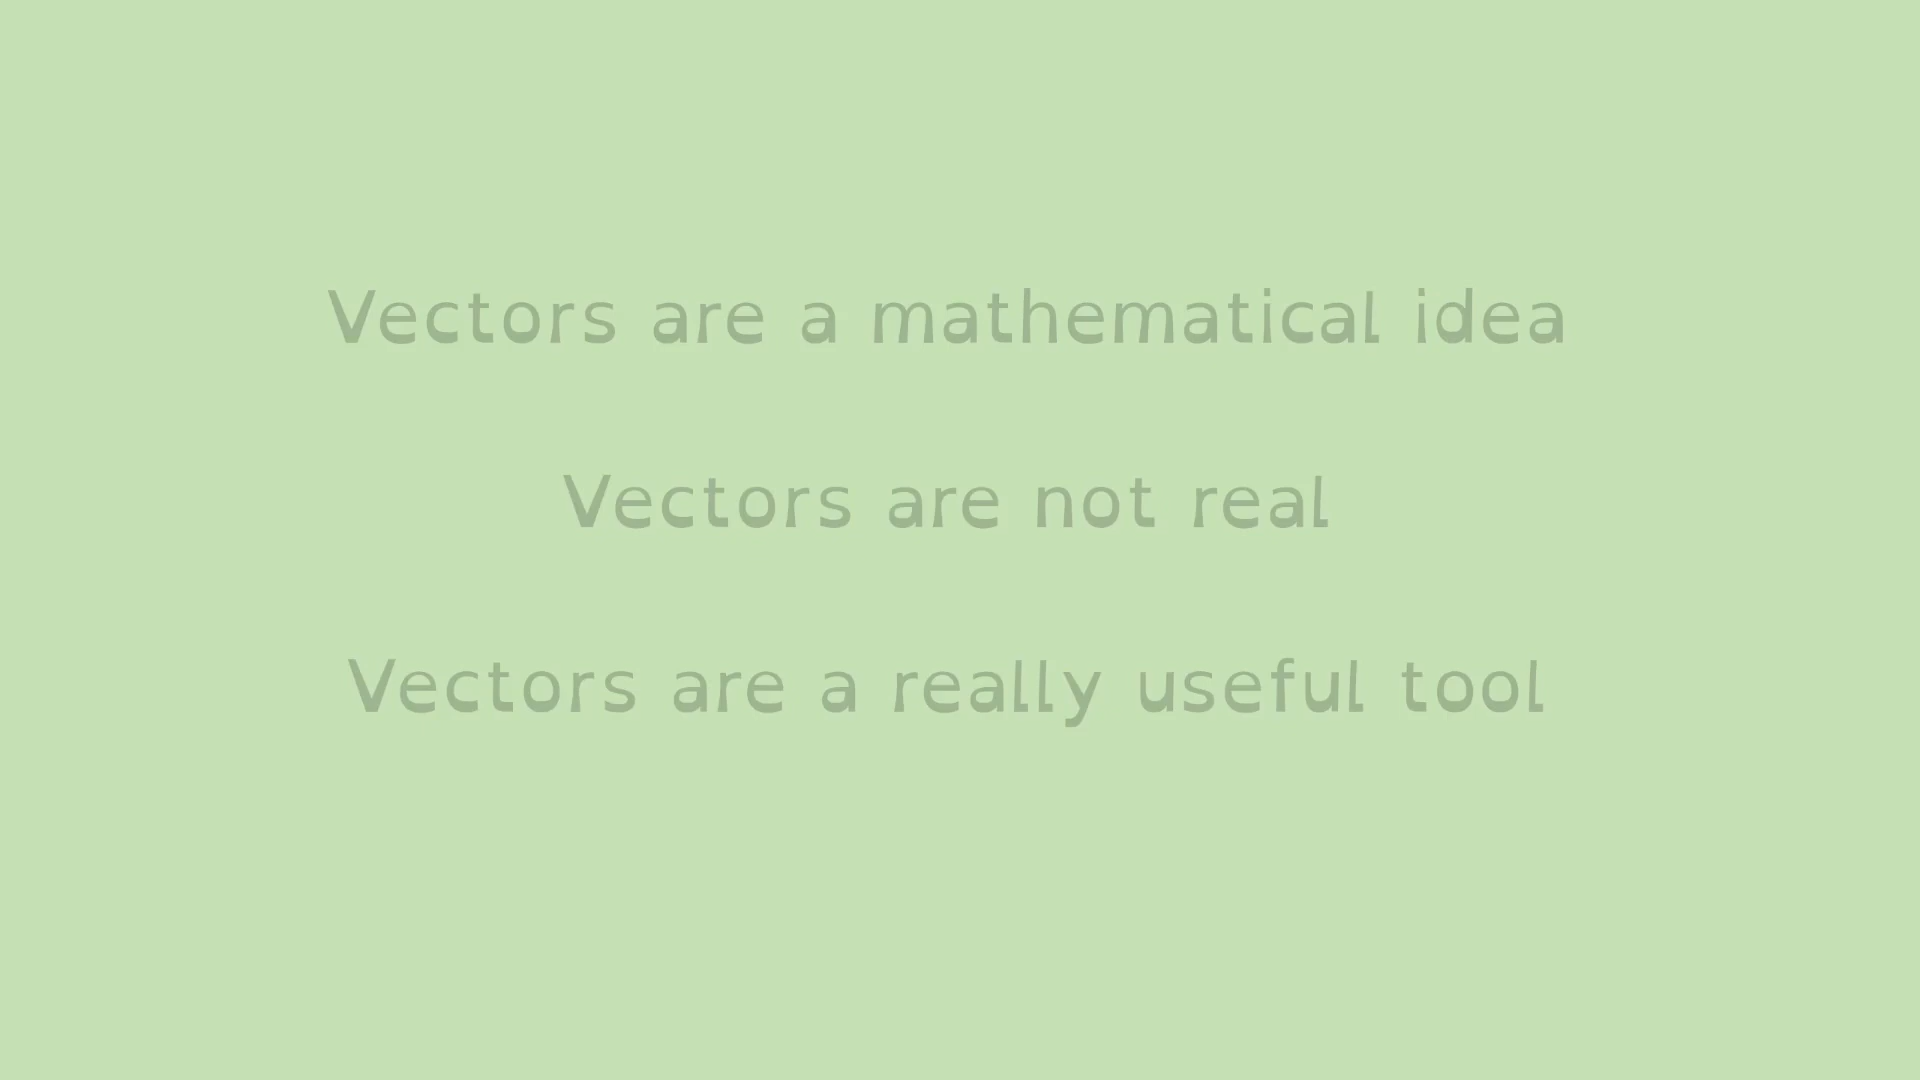 Vectors are a mathematical idea
Vectors are not real
Vectors are a really useful tool